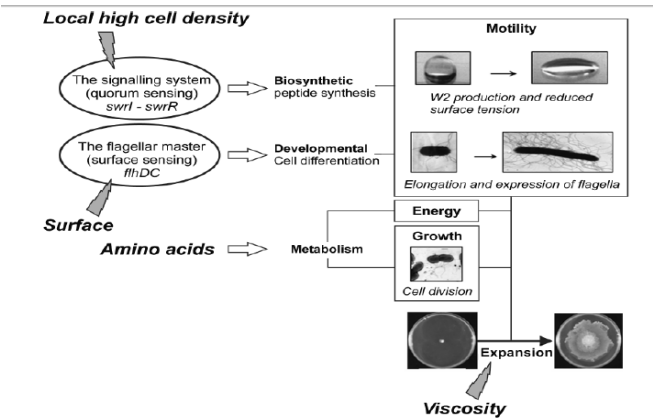 Local high cell density
The signalling system
(quorum sensing)
swrI - swrR
Biosynthetic
peptide synthesis
Motility
W2 production and reduced
surface tension
The flagellar master
(surface sensing)
flhDC
Developmental
Cell differentiation
Elongation and expression of flagella
Surface
Amino acids
Metabolism
Energy
Growth
Cell division
Expansion
Viscosity